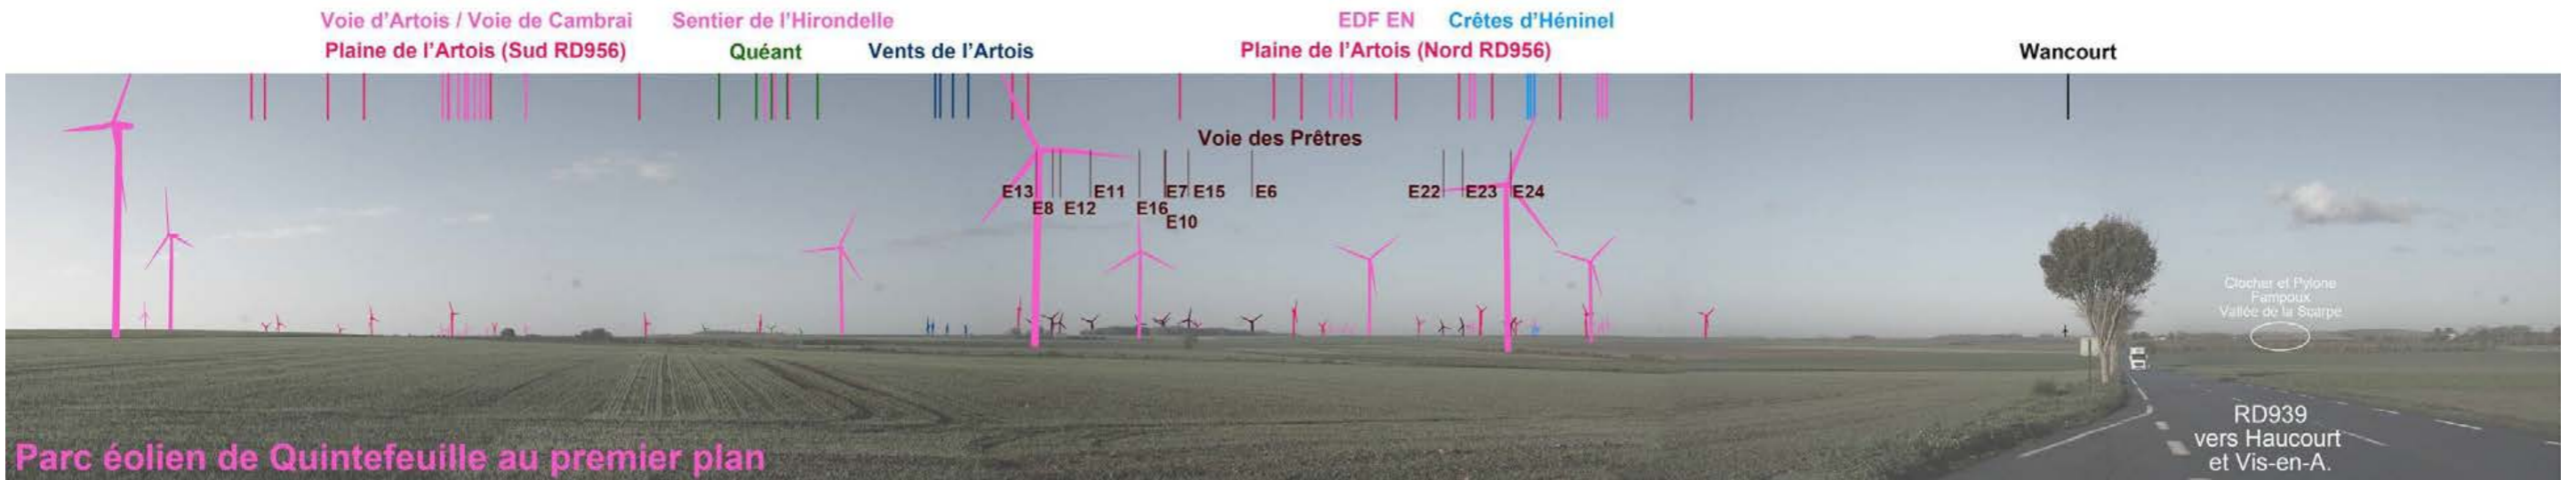 Voie d'Artois / Voie de Cambrai
Sentier de l'Hirondelle
EDF EN
Crêtes d'Héninel
Plaine de l'Artois (Sud RD956)
Quéant
Vents de l'Artois
Plaine de l'Artois (Nord RD956)
Wancourt
Voie des Prêtres
E13
E11
E7
E15
E6
E22
E23
E24
E8
E12
E16
E10
Clocher et Pylone
Fampoux
Vallée de la Scarpe
RD939
vers Haucourt
et Vis-en-A.
Parc éolien de Quintefeuille au premier plan